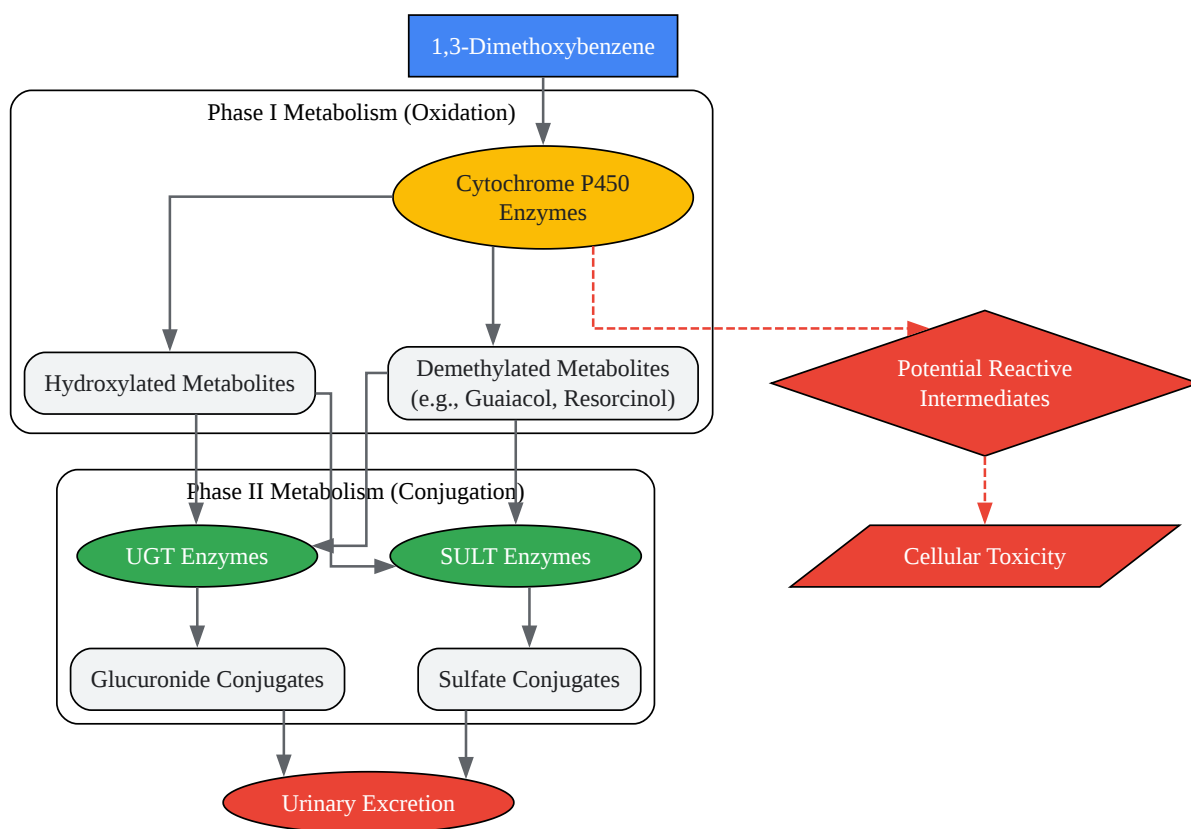 1,3-Dimethoxybenzene
Phase I Metabolism (Oxidation)
Cytochrome P450
Enzymes
Hydroxylated Metabolites
Demethylated Metabolites
(e.g., Guaiacol, Resorcinol)
Potential Reactive
Intermediates
Phase II Metabolism (Conjugation)
UGT Enzymes
SULT Enzymes
Cellular Toxicity
Glucuronide Conjugates
Sulfate Conjugates
Urinary Excretion